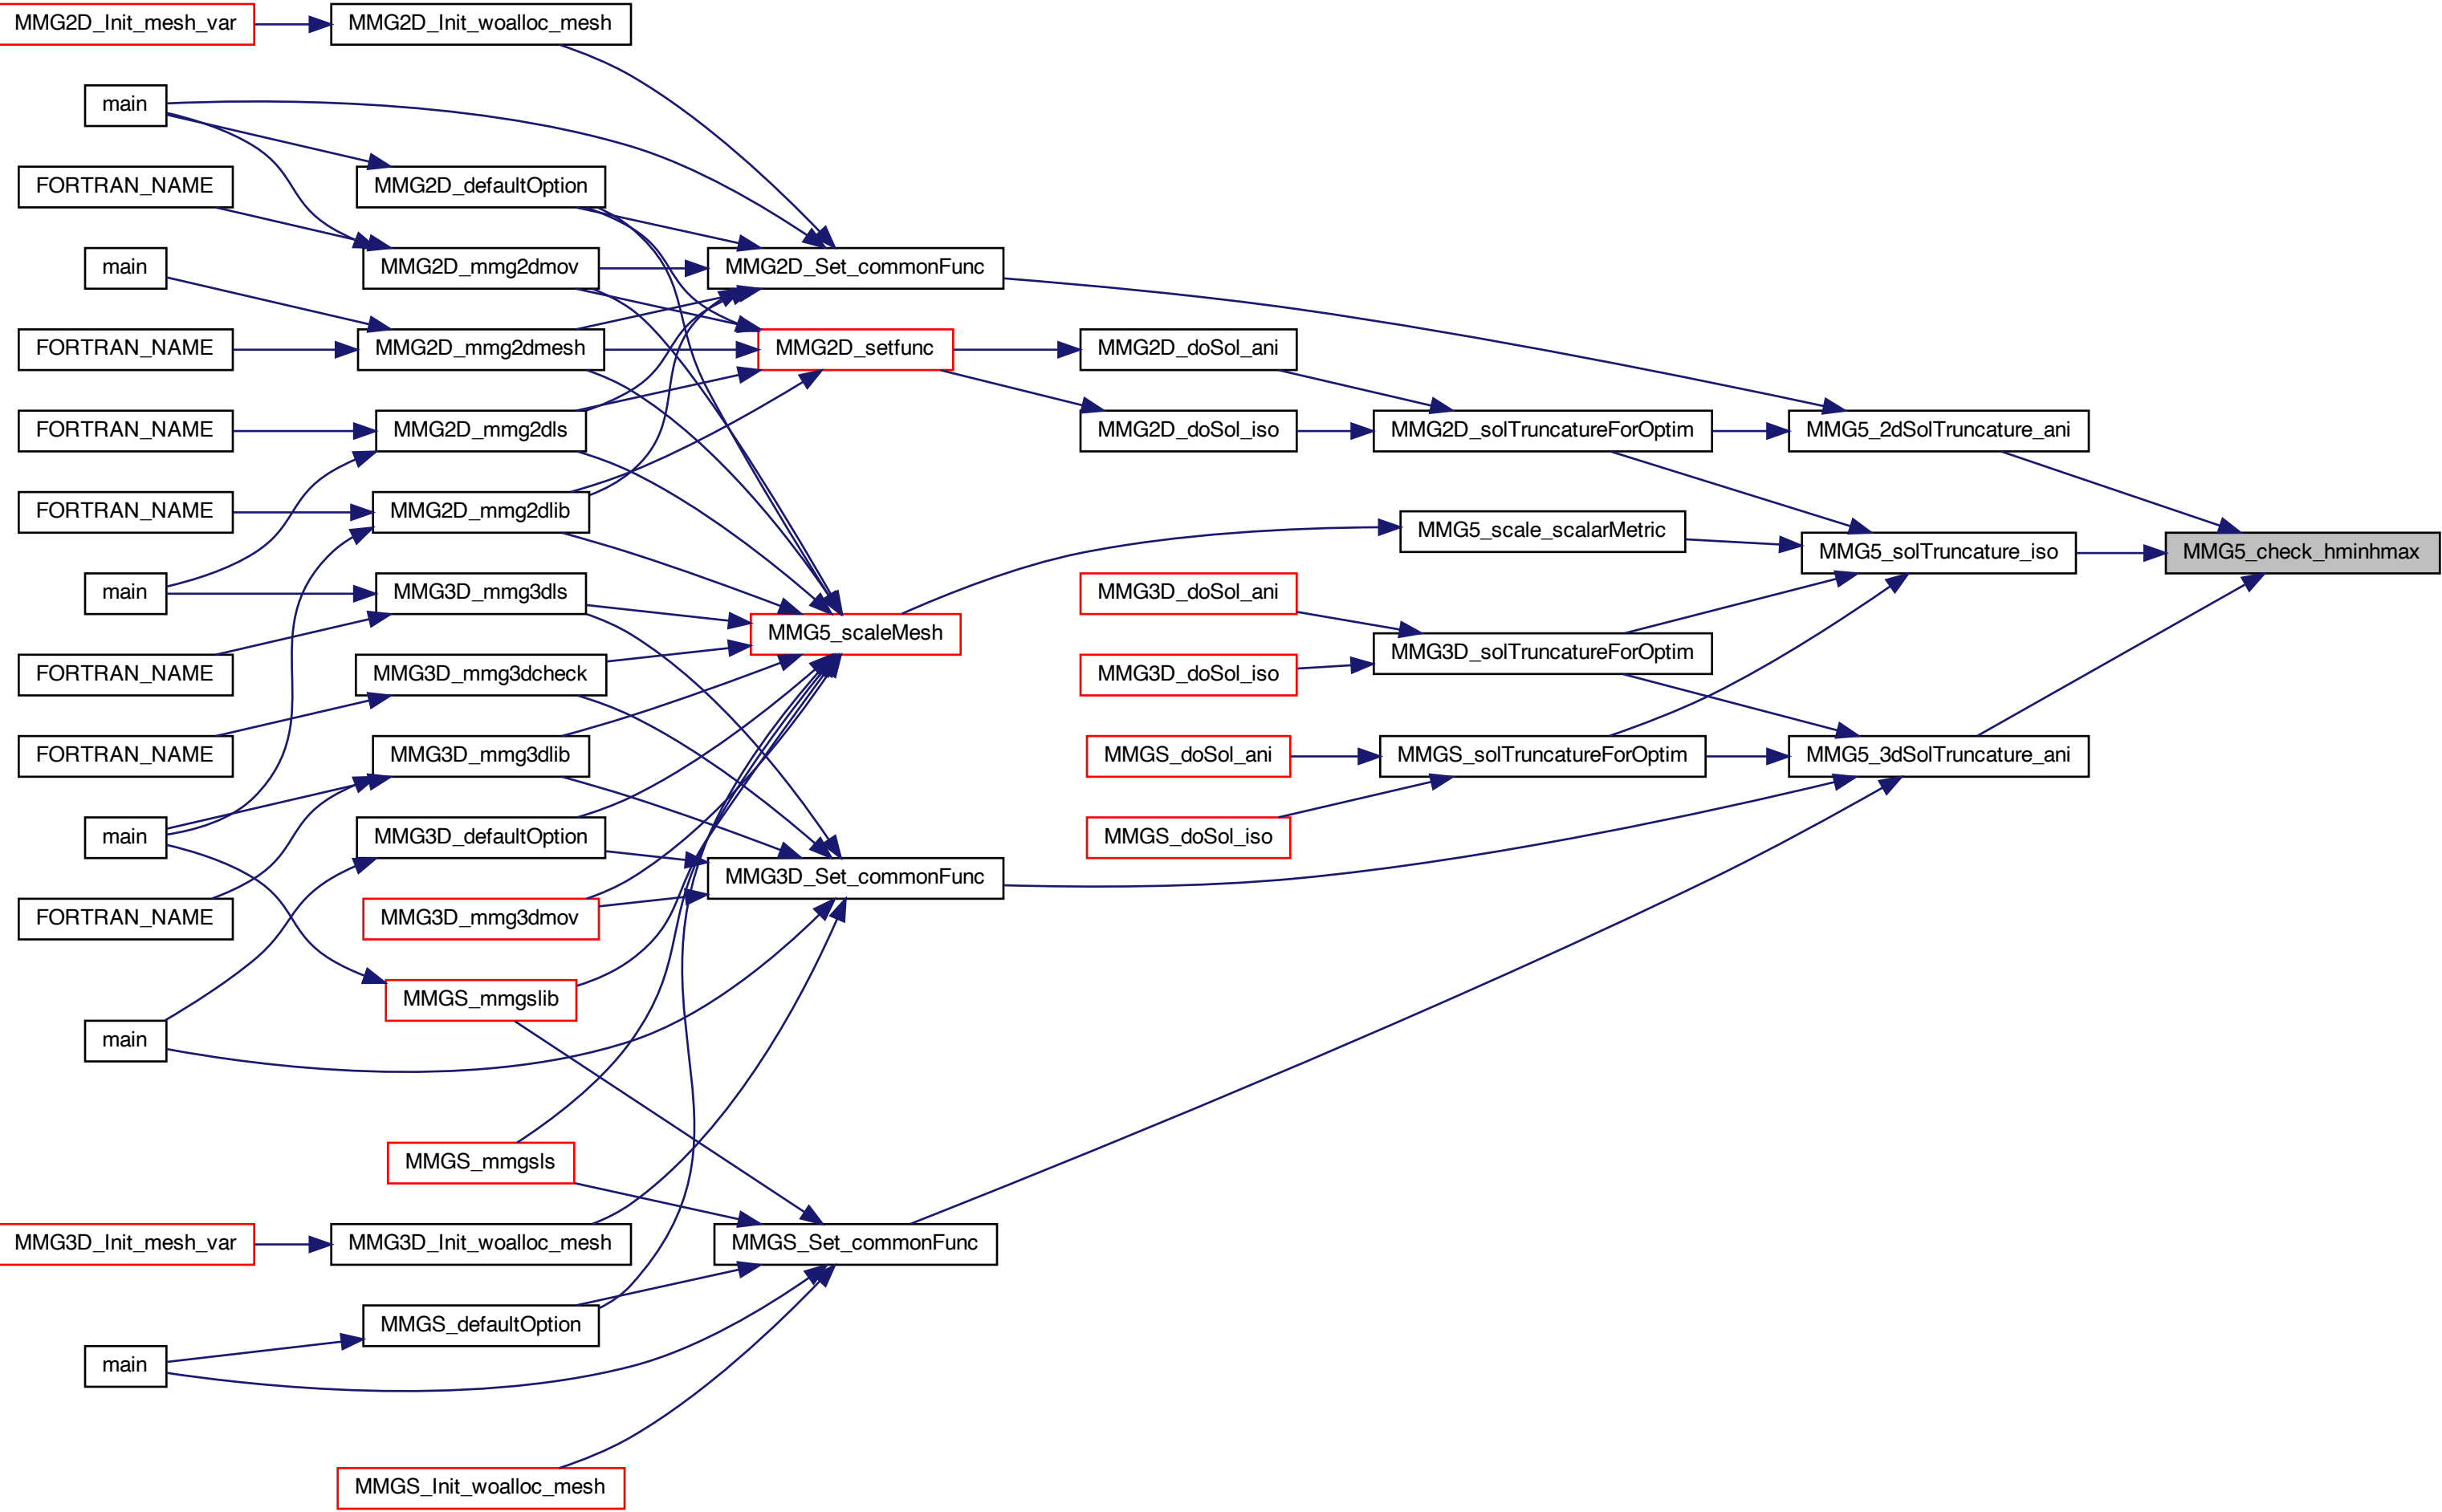 MMG2D_Init_mesh_var
MMG2D_Init_woalloc_mesh
main
FORTRAN_NAME
MMG2D_defaultOption
main
MMG2D_mmg2dmov
MMG2D_Set_commonFunc
FORTRAN_NAME
MMG2D_mmg2dmesh
MMG2D_setfunc
MMG2D_doSol_ani
FORTRAN_NAME
MMG2D_mmg2dls
MMG2D_doSol_iso
MMG2D_solTruncatureForOptim
MMG5_2dSolTruncature_ani
FORTRAN_NAME
MMG2D_mmg2dlib
MMG5_scale_scalarMetric
MMG5_solTruncature_iso
MMG5_check_hminhmax
main
MMG3D_mmg3dls
MMG3D_doSol_ani
MMG5_scaleMesh
MMG3D_solTruncatureForOptim
FORTRAN_NAME
MMG3D_mmg3dcheck
MMG3D_doSol_iso
FORTRAN_NAME
MMG3D_mmg3dlib
MMGS_doSol_ani
MMGS_solTruncatureForOptim
MMG5_3dSolTruncature_ani
main
MMG3D_defaultOption
MMGS_doSol_iso
MMG3D_Set_commonFunc
FORTRAN_NAME
MMG3D_mmg3dmov
MMGS_mmgslib
main
MMGS_mmgsls
MMG3D_Init_mesh_var
MMG3D_Init_woalloc_mesh
MMGS_Set_commonFunc
MMGS_defaultOption
main
MMGS_Init_woalloc_mesh